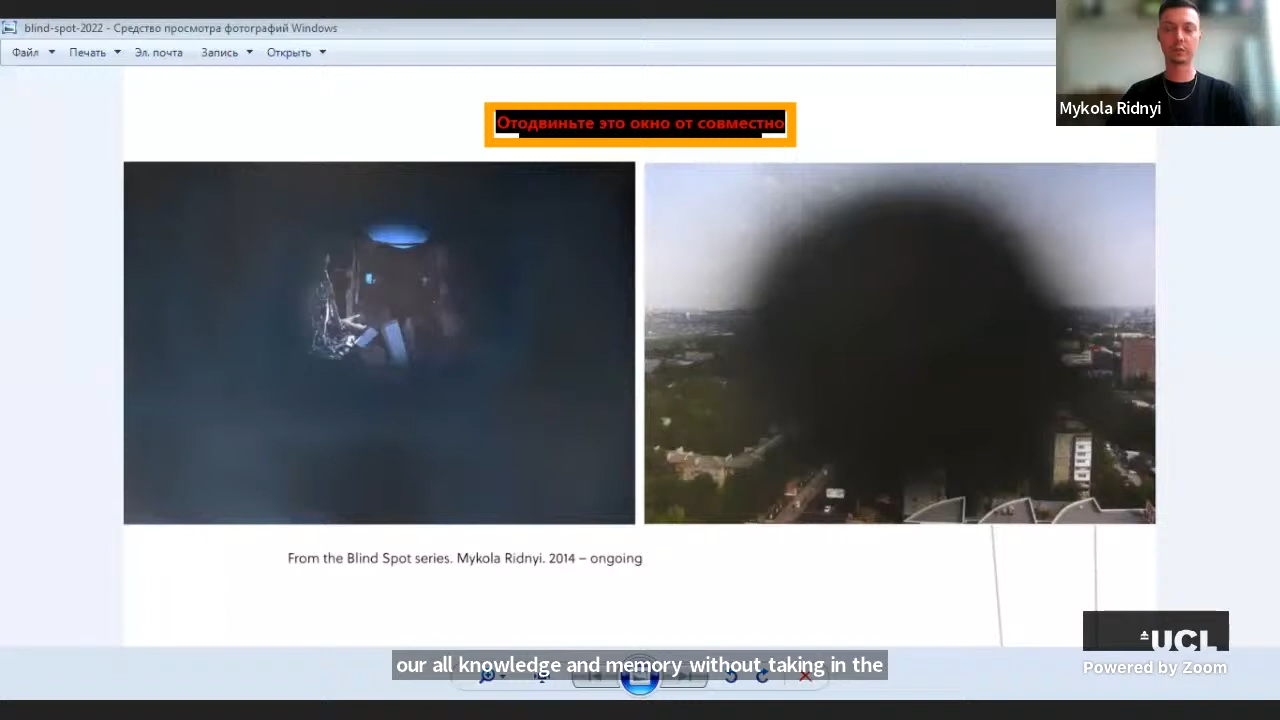 blind-spot-2022 - Средство просмотра фотографий Windows
Файл Печать Эл. почта Запись Открыть
Mykola Ridnyi
Отодвиньте это окно от совместно
From the Blind Spot series. Mykola Ridnyi. 2014 – ongoing
UCL
our all knowledge and memory without taking in the
Powered by Zoom